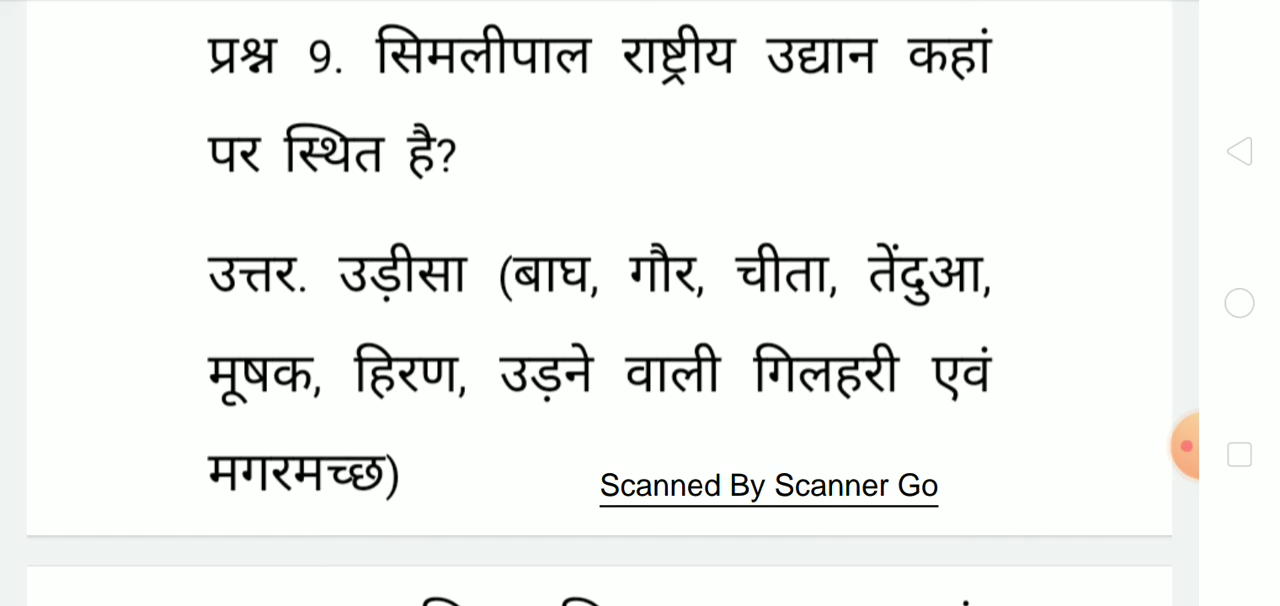 प्रश्न 9. सिमलीपाल राष्ट्रीय उद्यान कहां
पर स्थित है?
उत्तर. उड़ीसा (बाघ, गौर, चीता, तेंदुआ,
मूषक, हिरण, उड़ने वाली गिलहरी एवं
मगरमच्छ)
Scanned By Scanner Go